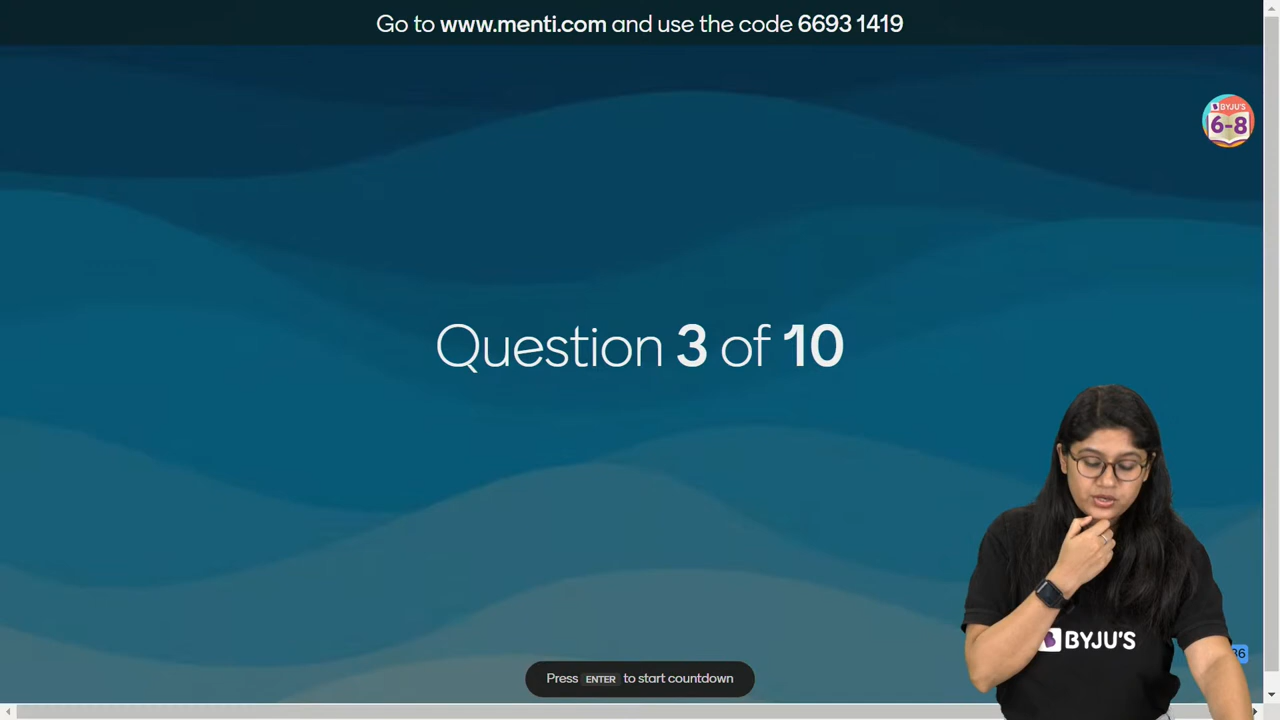 Go to www.menti.com and use the code 6693 1419
BYJU'S
6-8
Question 3 of 10
BYJU'S
36
Press ENTER to start countdown